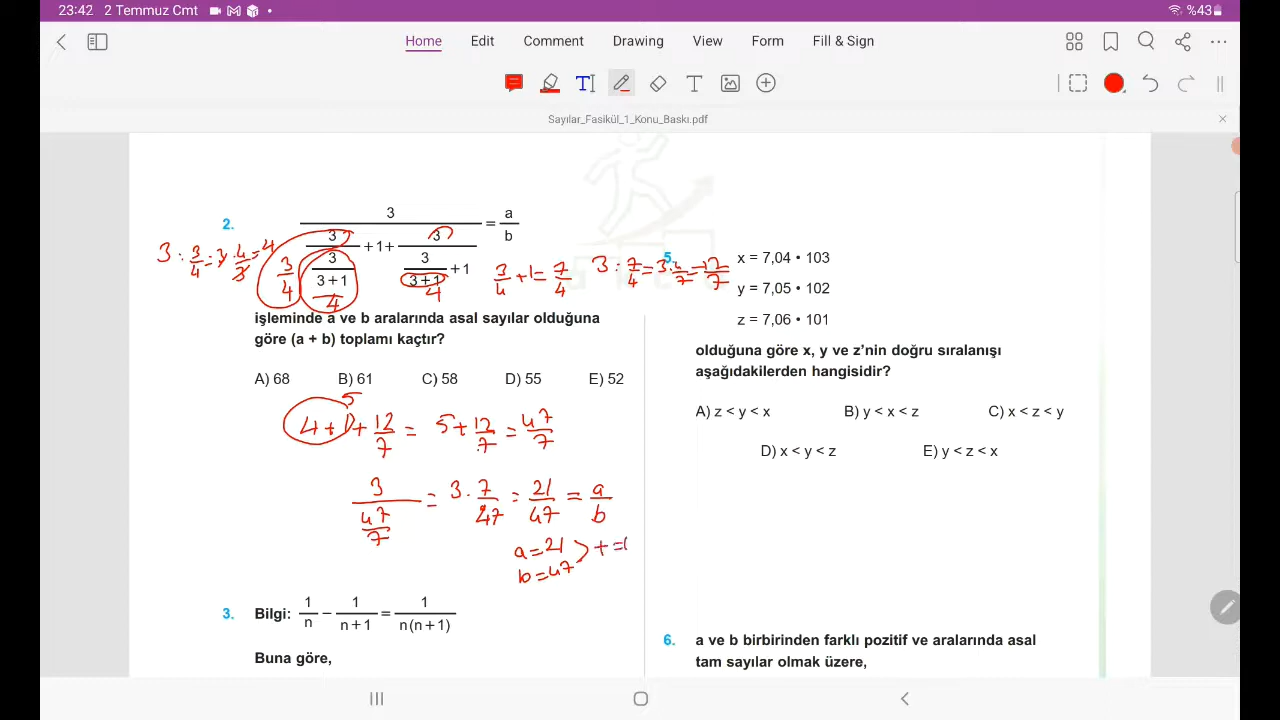 23:42 2 Temmuz Cmt • %43
Home Edit Comment Drawing View Form Fill & Sign
Sayılar_Fasikül_1_Konu_Baskı.pdf
2.
3 / (3 / (3 / (3 + 1)) + 1 + 3 / (3 / (3 + 1) + 1)) = a / b
3 : 3/4 = 3 · 4/3 = 4
3/4
4
4
3/4 + 1 = 7/4
3 : 7/4 = 3 · 4/7 = 12/7
işleminde a ve b aralarında asal sayılar olduğuna
göre (a + b) toplamı kaçtır?
A) 68 B) 61 C) 58 D) 55 E) 52
5
4 + 1 + 12/7 = 5 + 12/7 = 47/7
3 / (47/7) = 3 · 7/47 = 21/47 = a/b
a = 21
b = 47
+ =
3. Bilgi: 1/n − 1/(n + 1) = 1/(n(n + 1))
Buna göre,
5.
x = 7,04 • 103
y = 7,05 • 102
z = 7,06 • 101
olduğuna göre x, y ve z’nin doğru sıralanışı
aşağıdakilerden hangisidir?
A) z < y < x B) y < x < z C) x < z < y
D) x < y < z E) y < z < x
6. a ve b birbirinden farklı pozitif ve aralarında asal
tam sayılar olmak üzere,